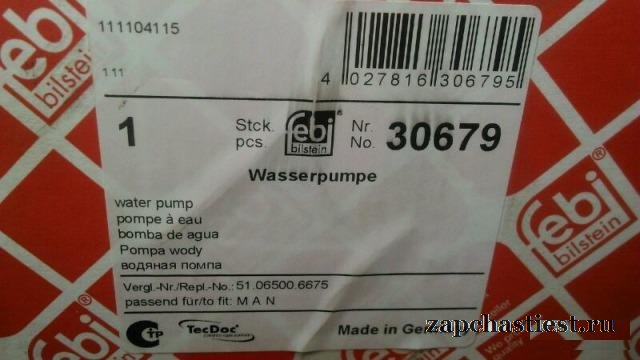 111104115
111
4 027816 306795
febi
bilstein
1 Stck. pcs. febi bilstein® Nr. No. 30679
Wasserpumpe
water pump
pompe à eau
bomba de agua
Pompa wody
водяная помпа
Vergl-Nr./Repl.-No.: 51.06500.6675
passend für/to fit: M A N
TP TecDoc® Made in Ge
zapchastiest.ru
febi®
bilstein